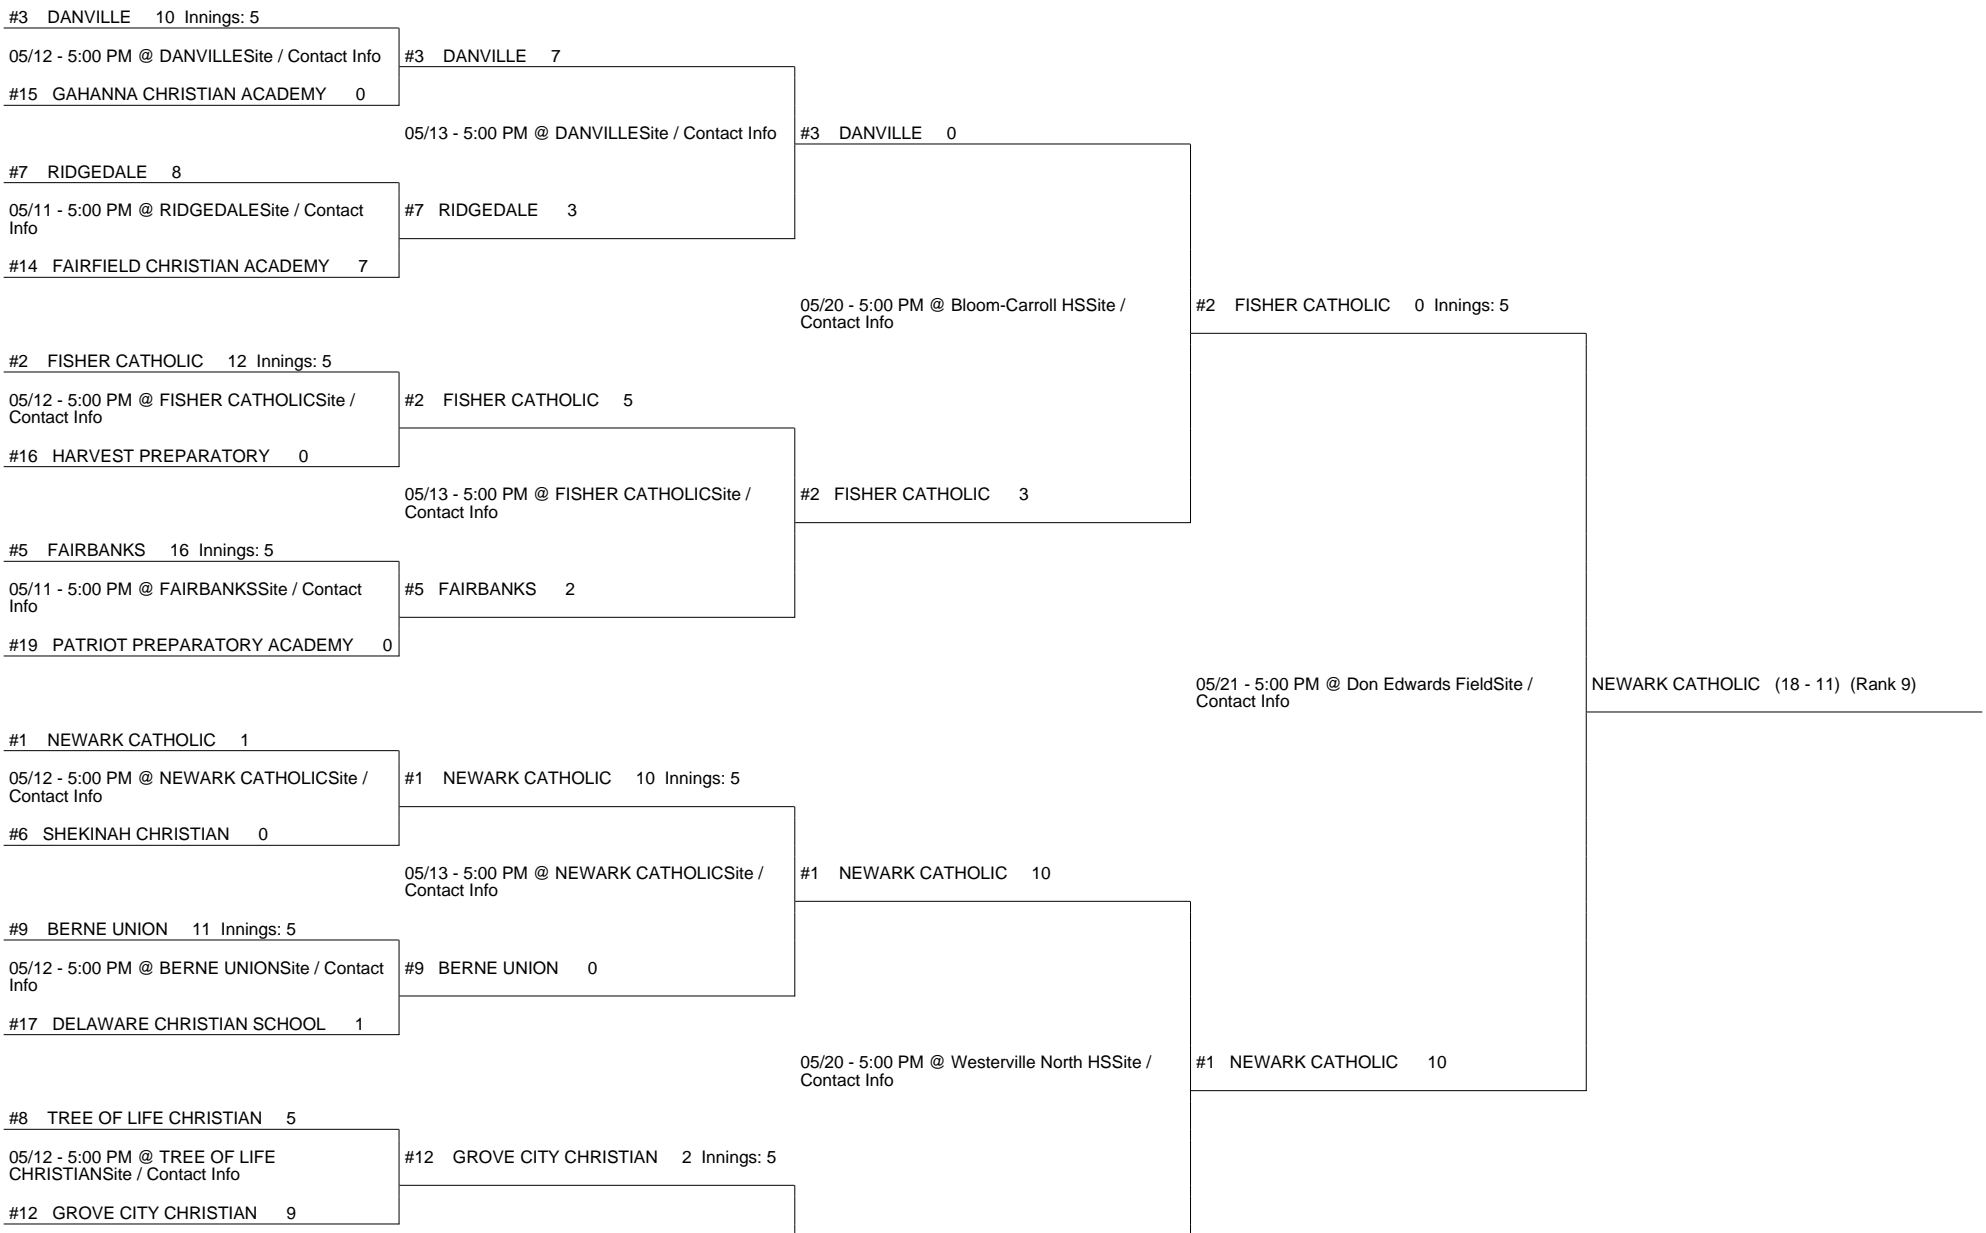 #3 DANVILLE 10 Innings: 5
05/12 - 5:00 PM @ DANVILLESite / Contact Info
#3 DANVILLE 7
#15 GAHANNA CHRISTIAN ACADEMY 0
05/13 - 5:00 PM @ DANVILLESite / Contact Info
#3 DANVILLE 0
#7 RIDGEDALE 8
05/11 - 5:00 PM @ RIDGEDALESite / Contact
Info
#7 RIDGEDALE 3
#14 FAIRFIELD CHRISTIAN ACADEMY 7
05/20 - 5:00 PM @ Bloom-Carroll HSSite /
Contact Info
#2 FISHER CATHOLIC 0 Innings: 5
#2 FISHER CATHOLIC 12 Innings: 5
05/12 - 5:00 PM @ FISHER CATHOLICSite /
Contact Info
#2 FISHER CATHOLIC 5
#16 HARVEST PREPARATORY 0
05/13 - 5:00 PM @ FISHER CATHOLICSite /
Contact Info
#2 FISHER CATHOLIC 3
#5 FAIRBANKS 16 Innings: 5
05/11 - 5:00 PM @ FAIRBANKSSite / Contact
Info
#5 FAIRBANKS 2
#19 PATRIOT PREPARATORY ACADEMY 0
05/21 - 5:00 PM @ Don Edwards FieldSite /
Contact Info
NEWARK CATHOLIC (18 - 11) (Rank 9)
#1 NEWARK CATHOLIC 1
05/12 - 5:00 PM @ NEWARK CATHOLICSite /
Contact Info
#1 NEWARK CATHOLIC 10 Innings: 5
#6 SHEKINAH CHRISTIAN 0
05/13 - 5:00 PM @ NEWARK CATHOLICSite /
Contact Info
#1 NEWARK CATHOLIC 10
#9 BERNE UNION 11 Innings: 5
05/12 - 5:00 PM @ BERNE UNIONSite / Contact
Info
#9 BERNE UNION 0
#17 DELAWARE CHRISTIAN SCHOOL 1
05/20 - 5:00 PM @ Westerville North HSSite /
Contact Info
#1 NEWARK CATHOLIC 10
#8 TREE OF LIFE CHRISTIAN 5
05/12 - 5:00 PM @ TREE OF LIFE
CHRISTIANSite / Contact Info
#12 GROVE CITY CHRISTIAN 2 Innings: 5
#12 GROVE CITY CHRISTIAN 9